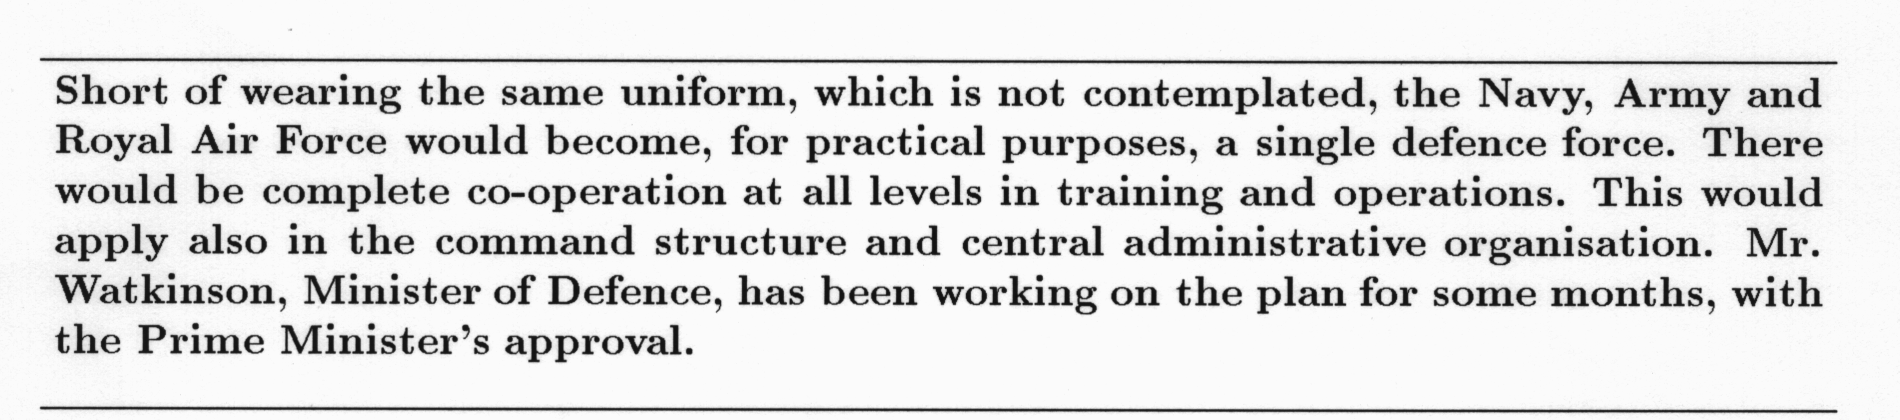 Short of wearing the same uniform, which is not contemplated, the Navy, Army and
Royal Air Force would become, for practical purposes, a single defence force. There
would be complete co-operation at all levels in training and operations. This would
apply also in the command structure and central administrative organisation. Mr.
Watkinson, Minister of Defence, has been working on the plan for some months, with
the Prime Minister's approval.